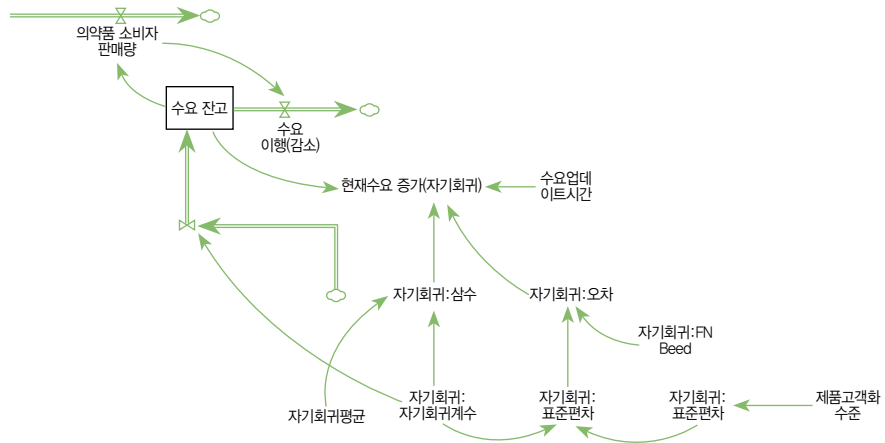 의약품 소비자
판매량
수요 잔고
수요
이행(감소)
현재수요 증가(자기회귀)
수요업데
이트시간
자기회귀:삼수
자기회귀:오차
자기회귀:FN
Beed
자기회귀평균
자기회귀:
자기회귀계수
자기회귀:
표준편차
자기회귀:
표준편차
제품고객화
수준